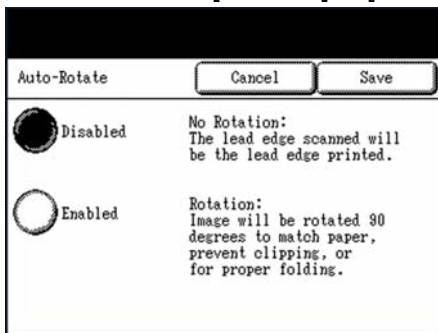 Auto-Rotate
Cancel
Save
Disabled
No Rotation:
The lead edge scanned will
be the lead edge printed.
Enabled
Rotation:
Image will be rotated 90
degrees to match paper,
prevent clipping, or
for proper folding.